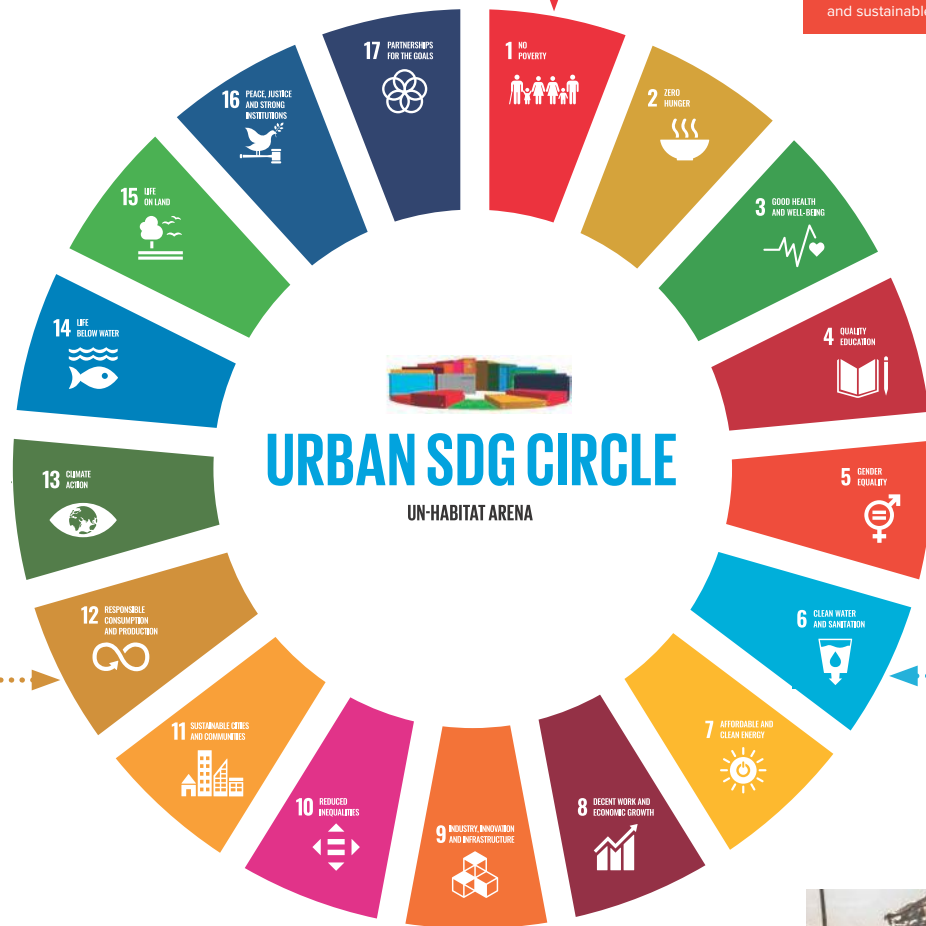 and sustainable
1 NO
POVERTY
2 ZERO
HUNGER
3 GOOD HEALTH
AND WELL-BEING
4 QUALITY
EDUCATION
5 GENDER
EQUALITY
6 CLEAN WATER
AND SANITATION
7 AFFORDABLE AND
CLEAN ENERGY
8 DECENT WORK AND
ECONOMIC GROWTH
9 INDUSTRY, INNOVATION
AND INFRASTRUCTURE
10 REDUCED
INEQUALITIES
11 SUSTAINABLE CITIES
AND COMMUNITIES
12 RESPONSIBLE
CONSUMPTION
AND PRODUCTION
13 CLIMATE
ACTION
14 LIFE
BELOW WATER
15 LIFE
ON LAND
16 PEACE, JUSTICE
AND STRONG
INSTITUTIONS
17 PARTNERSHIPS
FOR THE GOALS
URBAN SDG CIRCLE
UN-HABITAT ARENA